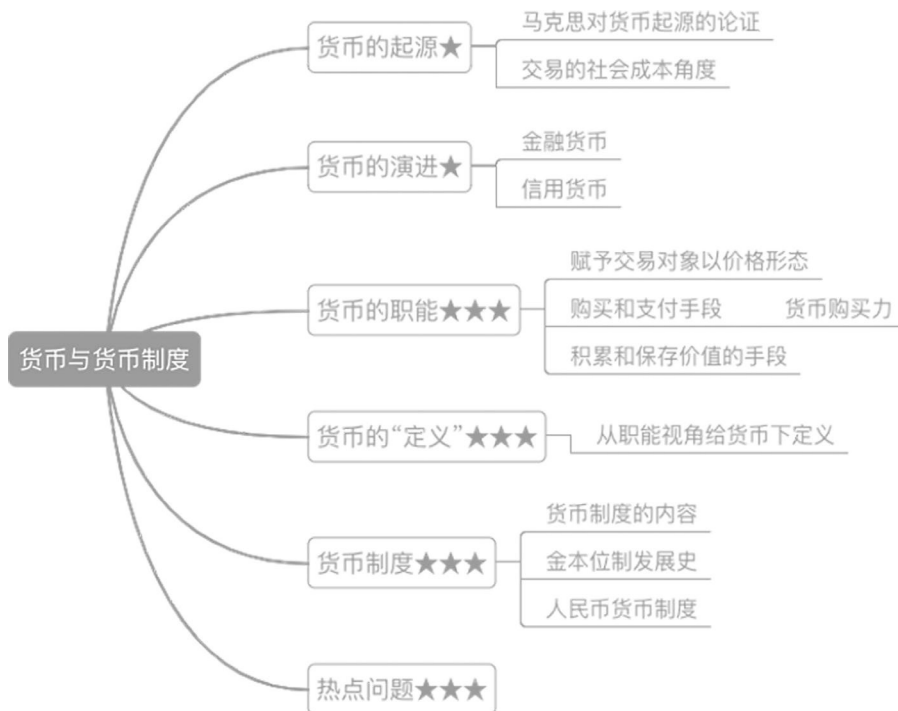 货币与货币制度
货币的起源★
马克思对货币起源的论证
交易的社会成本角度
货币的演进★
金融货币
信用货币
货币的职能★★★
赋予交易对象以价格形态
购买和支付手段
货币购买力
积累和保存价值的手段
货币的“定义”★★★
从职能视角给货币下定义
货币制度★★★
货币制度的内容
金本位制发展史
人民币货币制度
热点问题★★★